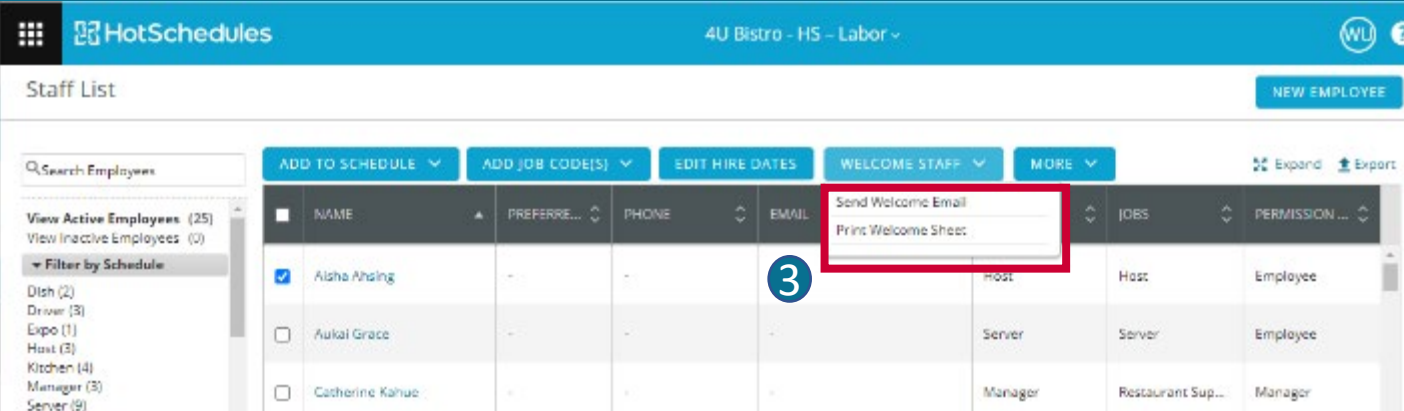 HotSchedules
4U Bistro - HS – Labor
WU
?
Staff List
NEW EMPLOYEE
Search Employees
ADD TO SCHEDULE
ADD JOB CODE(S)
EDIT HIRE DATES
WELCOME STAFF
MORE
Expand
Export
View Active Employees (25)
View Inactive Employees (0)
Filter by Schedule
Dish (2)
Driver (3)
Expo (1)
Host (3)
Kitchen (4)
Manager (3)
Server (9)
NAME
PREFERRE...
PHONE
EMAIL
Send Welcome Email
Print Welcome Sheet
JOBS
PERMISSION ...
3
Aisha Ahsing - - Host Host Employee
Aukai Grace - - - Server Server Employee
Catherine Kahue - - - Manager Restaurant Sup... Manager